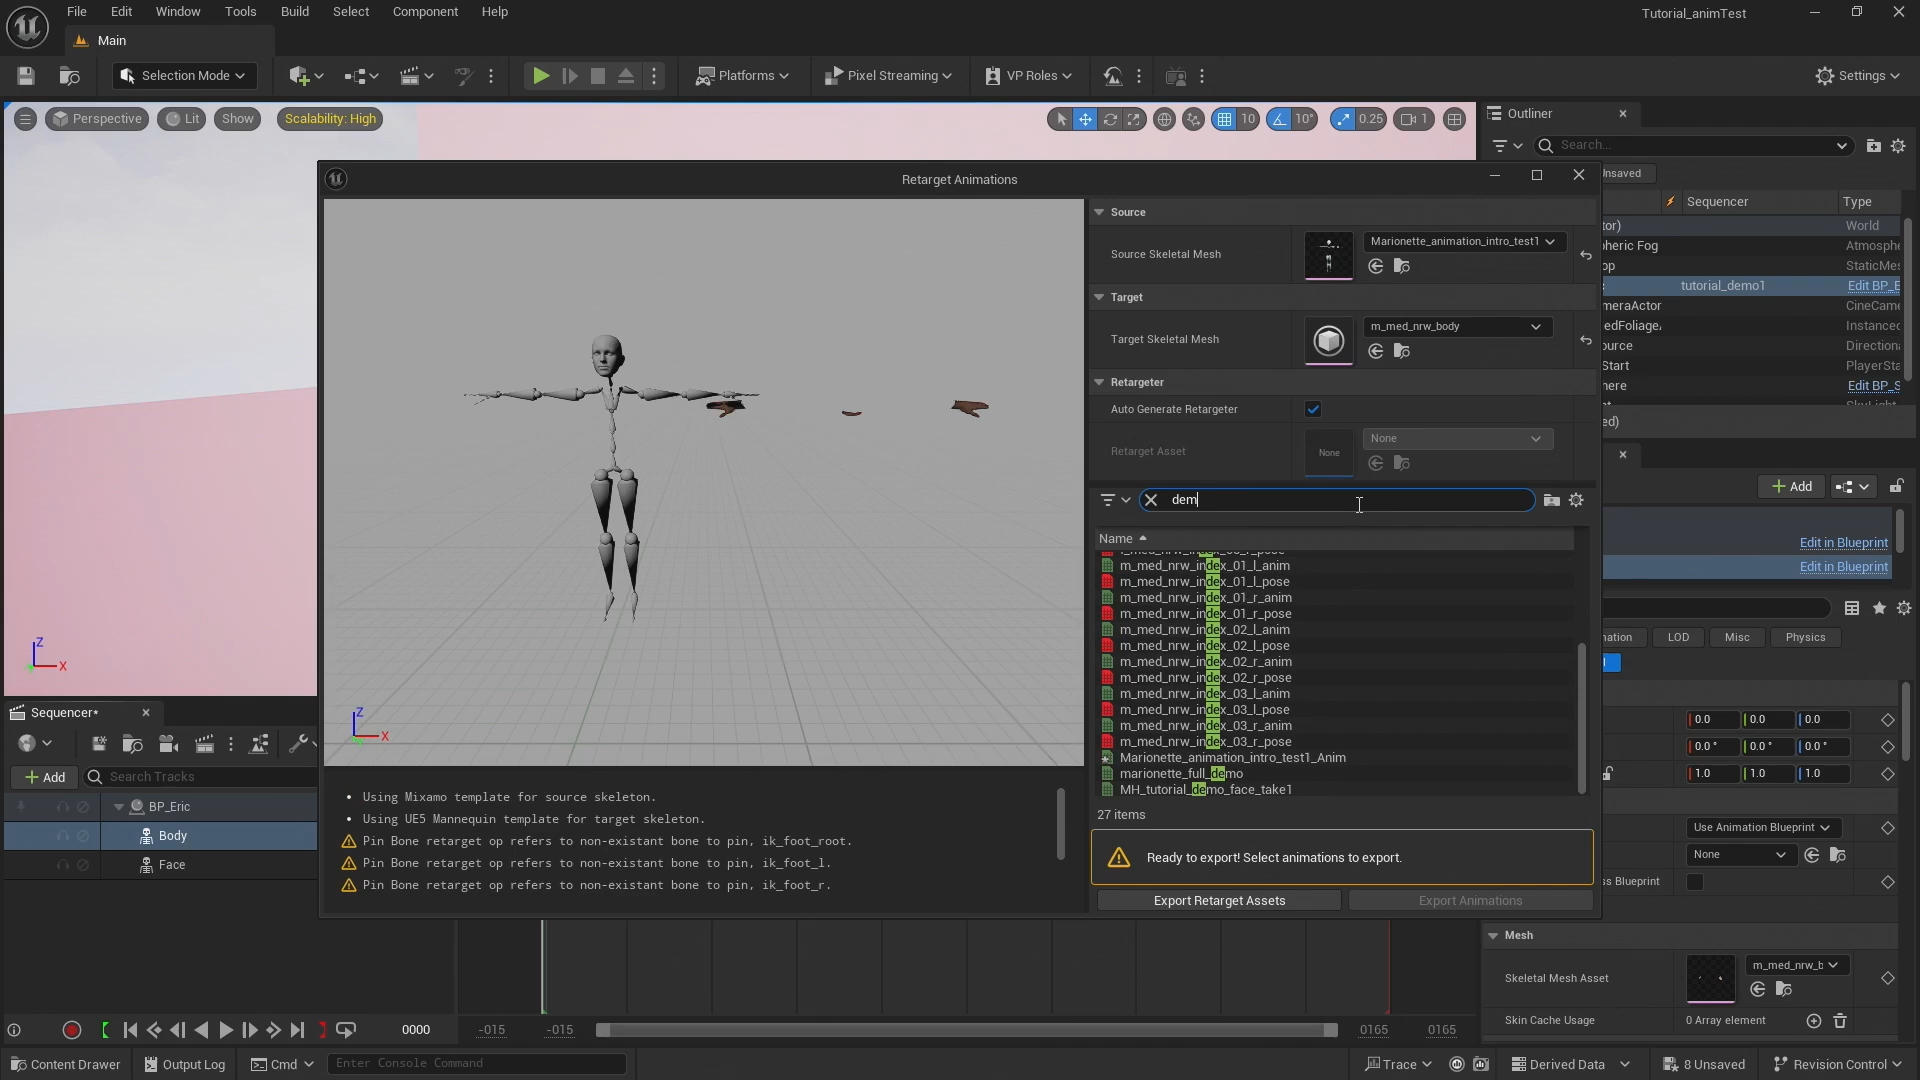 File Edit Window Tools Build Select Component Help
Tutorial_animTest
Main
Selection Mode
Platforms
Pixel Streaming
VP Roles
Settings
Perspective
Lit
Show
Scalability: High
10
10°
0.25
1
Outliner
Search...
Unsaved
Sequencer
Type
World
Retarget Animations
Source
Source Skeletal Mesh
Marionette_animation_intro_test1
Target
Target Skeletal Mesh
m_med_nrw_body
Retargeter
Auto Generate Retargeter
Retarget Asset
None
None
dem
Name
m_med_nrw_index_01_l_anim
m_med_nrw_index_01_l_pose
m_med_nrw_index_01_r_anim
m_med_nrw_index_01_r_pose
m_med_nrw_index_02_l_anim
m_med_nrw_index_02_l_pose
m_med_nrw_index_02_r_anim
m_med_nrw_index_02_r_pose
m_med_nrw_index_03_l_anim
m_med_nrw_index_03_l_pose
m_med_nrw_index_03_r_anim
m_med_nrw_index_03_r_pose
Marionette_animation_intro_test1_Anim
marionette_full_demo
MH_tutorial_demo_face_take1
27 items
Ready to export! Select animations to export.
Export Retarget Assets
Export Animations
Using Mixamo template for source skeleton.
Using UE5 Mannequin template for target skeleton.
Pin Bone retarget op refers to non-existant bone to pin, ik_foot_root.
Pin Bone retarget op refers to non-existant bone to pin, ik_foot_l.
Pin Bone retarget op refers to non-existant bone to pin, ik_foot_r.
tor)
pheric Fog
Atmosphe
op
StaticMes
tutorial_demo1
Edit BP_E
meraActor
CineCame
edFoliageA
Instanced
ource
Direction
Start
PlayerSta
here
Edit BP_S
ed)
Add
Edit in Blueprint
Edit in Blueprint
nation
LOD
Misc
Physics
0.0 0.0 0.0
0.0° 0.0° 0.0°
1.0 1.0 1.0
Use Animation Blueprint
None
ss Blueprint
Mesh
Skeletal Mesh Asset
m_med_nrw_b
Skin Cache Usage
0 Array element
Sequencer*
Add
Search Tracks
BP_Eric
Body
Face
0000
-015
-015
0165
0165
Content Drawer
Output Log
Cmd
Enter Console Command
Trace
Derived Data
8 Unsaved
Revision Control
X
Z
X
Z